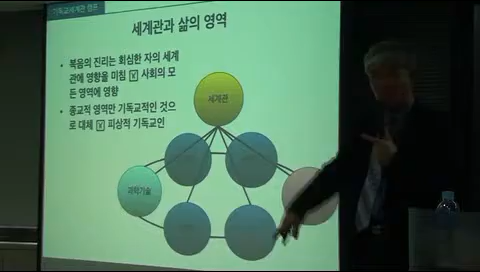 기독교세계관 캠프
세계관과 삶의 영역
• 복음의 진리는 회심한 자의 세계
관에 영향을 미침 ☑ 사회의 모
든 영역에 영향
• 종교적 영역만 기독교적인 것으
로 대체 ☑ 피상적 기독교인
세계관
과학기술